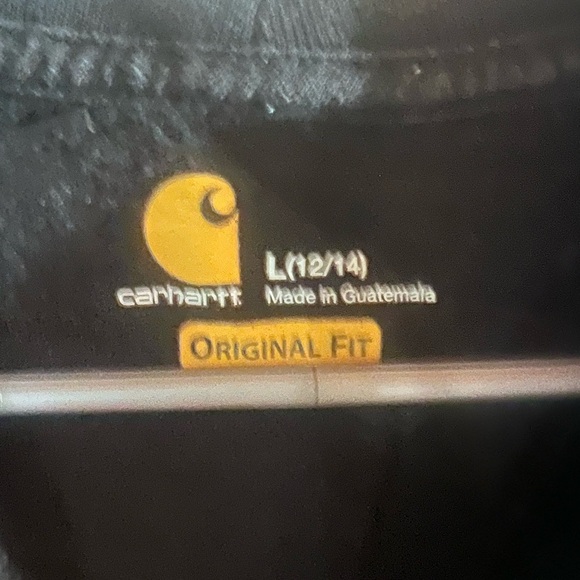 carhartt
L(12/14)
Made in Guatemala
ORIGINAL FIT